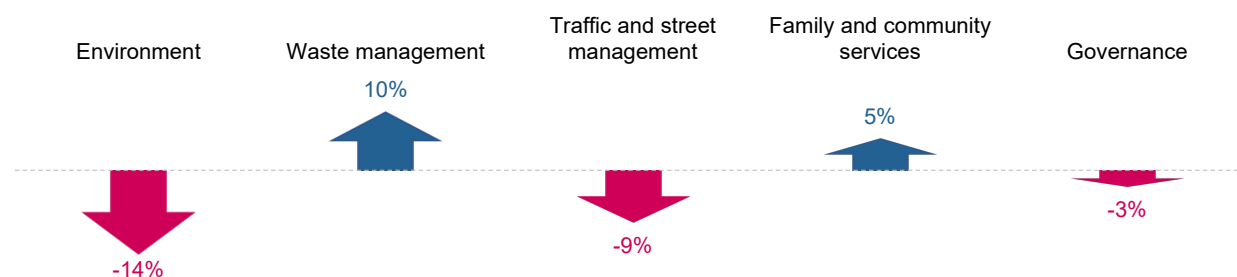 Environment
Waste management
Traffic and street
management
Family and community
services
Governance
10%
5%
-14%
-9%
-3%